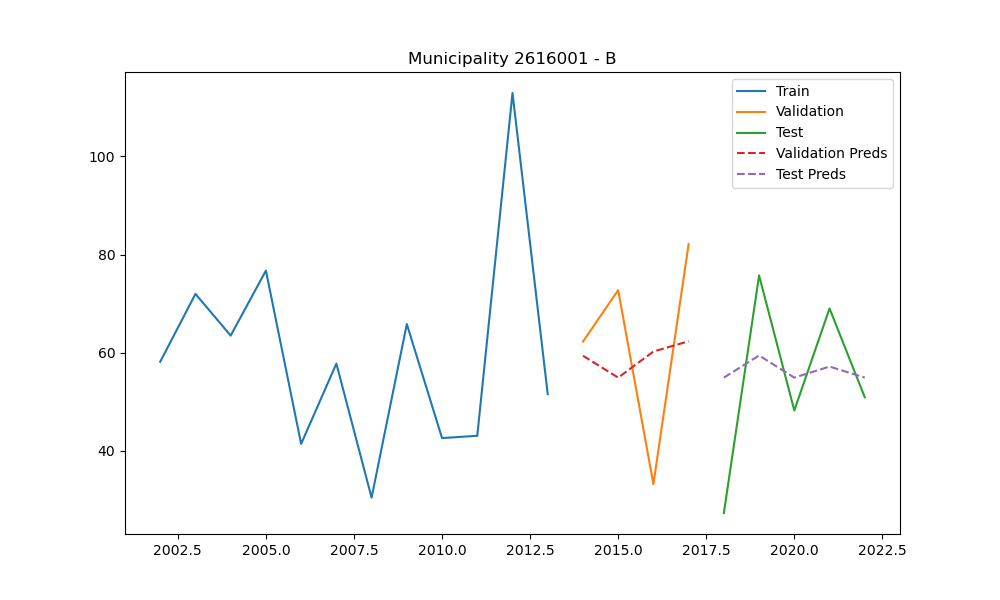 Municipality 2616001 - B
Train
Validation
Test
Validation Preds
Test Preds
100
80
60
40
2002.5 2005.0 2007.5 2010.0 2012.5 2015.0 2017.5 2020.0 2022.5